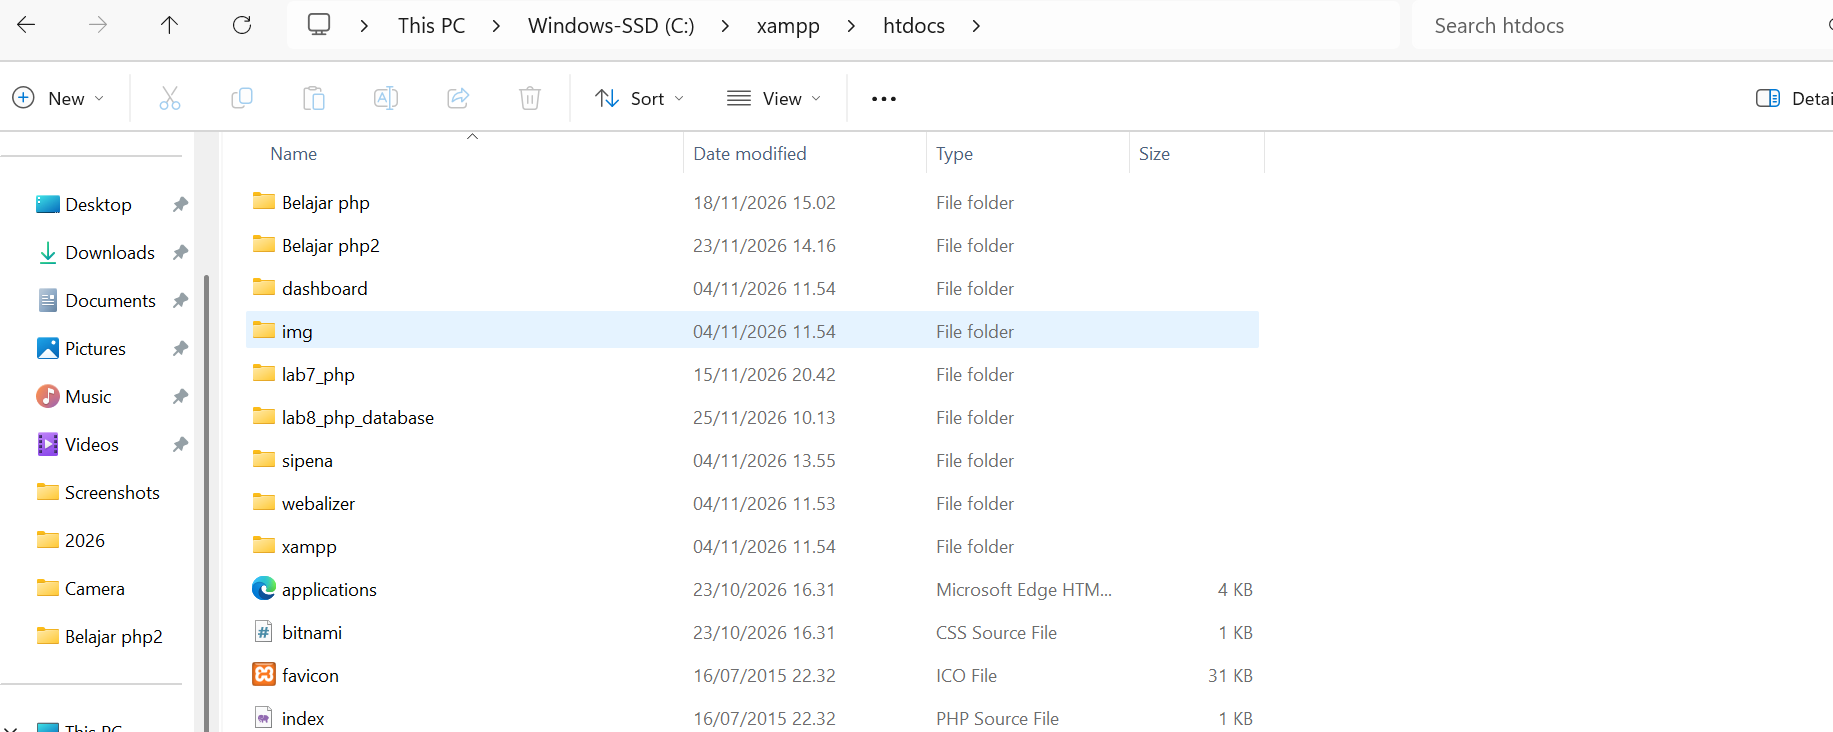 This PC Windows-SSD (C:) xampp htdocs Search htdocs
New Sort View Detai
Name Date modified Type Size
Desktop
Downloads
Documents
Pictures
Music
Videos
Screenshots
2026
Camera
Belajar php2
This PC
Belajar php 18/11/2026 15.02 File folder
Belajar php2 23/11/2026 14.16 File folder
dashboard 04/11/2026 11.54 File folder
img 04/11/2026 11.54 File folder
lab7_php 15/11/2026 20.42 File folder
lab8_php_database 25/11/2026 10.13 File folder
sipena 04/11/2026 13.55 File folder
webalizer 04/11/2026 11.53 File folder
xampp 04/11/2026 11.54 File folder
applications 23/10/2026 16.31 Microsoft Edge HTM... 4 KB
bitnami 23/10/2026 16.31 CSS Source File 1 KB
favicon 16/07/2015 22.32 ICO File 31 KB
index 16/07/2015 22.32 PHP Source File 1 KB